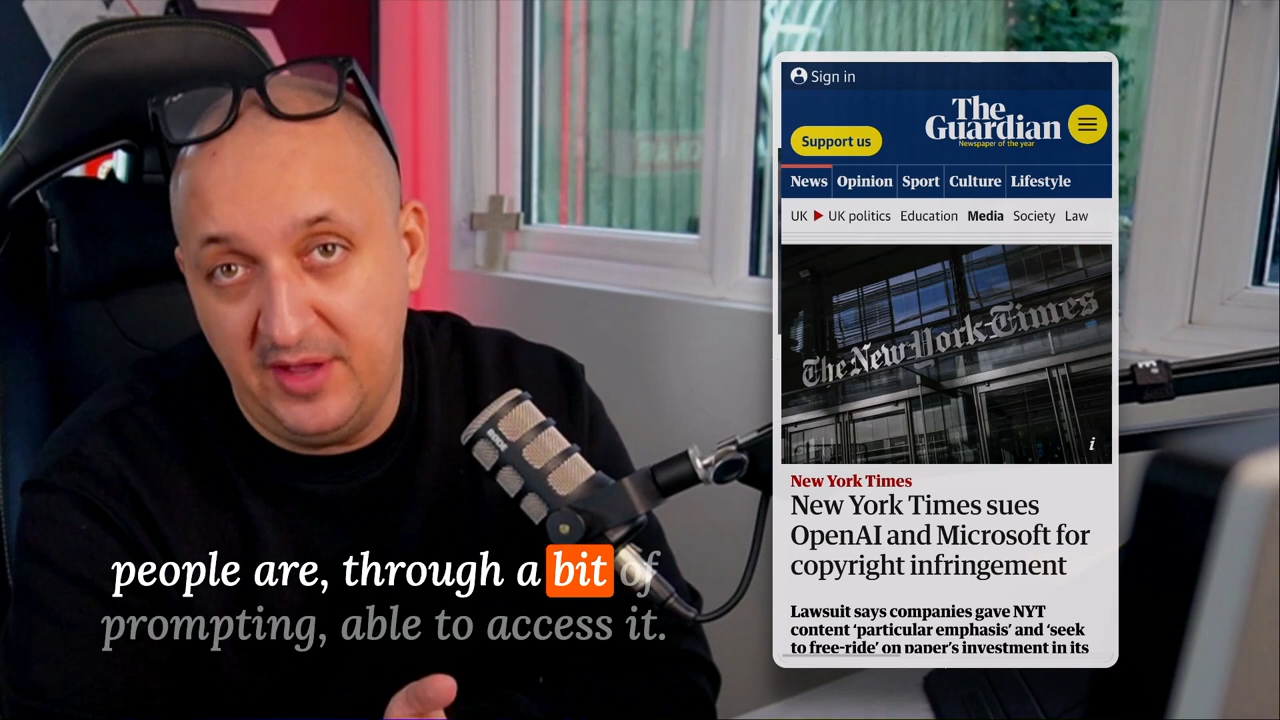 Sign in
The
Guardian
Newspaper of the year
Support us
News Opinion Sport Culture Lifestyle
UK UK politics Education Media Society Law
The New York Times
i
New York Times
New York Times sues
OpenAI and Microsoft for
copyright infringement
Lawsuit says companies gave NYT
content ‘particular emphasis’ and ‘seek
to free-ride’ on paper’s investment in its
people are, through a bit of
prompting, able to access it.